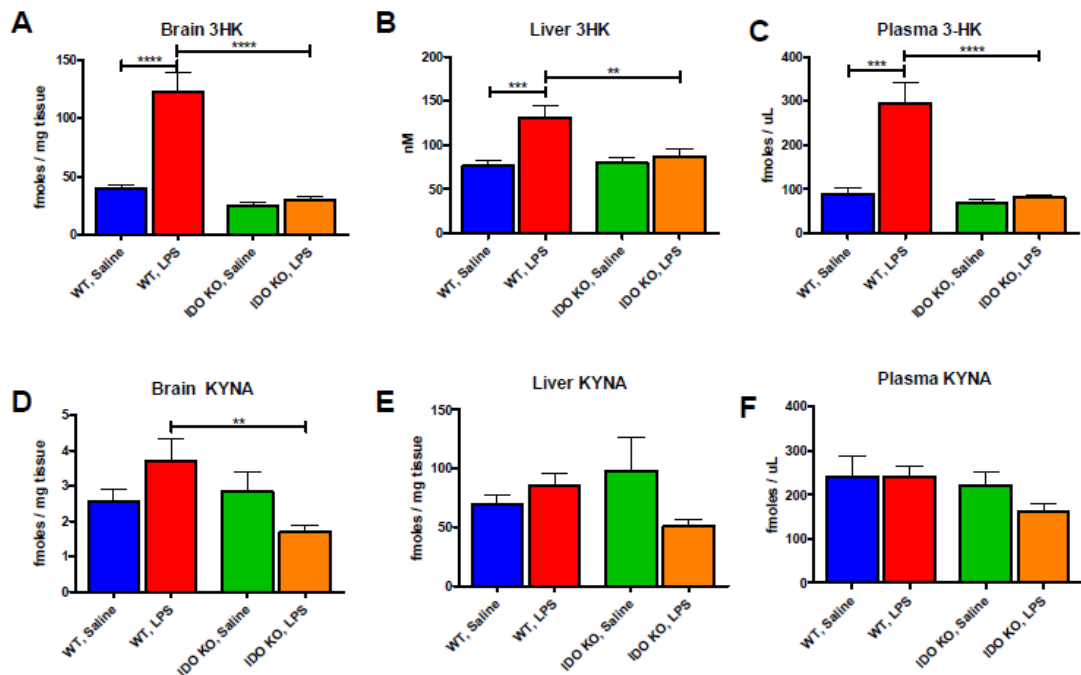 A
Brain 3HK
fmoles / mg tissue
150
100
50
0
****
****
WT, Saline
WT, LPS
IDO KO, Saline
IDO KO, LPS
B
Liver 3HK
nM
200
150
100
50
0
***
**
WT, Saline
WT, LPS
IDO KO, Saline
IDO KO, LPS
C
Plasma 3-HK
fmoles / uL
400
300
200
100
0
***
****
WT, Saline
WT, LPS
IDO KO, Saline
IDO KO, LPS
D
Brain KYNA
fmoles / mg tissue
5
4
3
2
1
0
**
WT, Saline
WT, LPS
IDO KO, Saline
IDO KO, LPS
E
Liver KYNA
fmoles / mg tissue
150
100
50
0
WT, Saline
WT, LPS
IDO KO, Saline
IDO KO, LPS
F
Plasma KYNA
fmoles / uL
400
300
200
100
0
WT, Saline
WT, LPS
IDO KO, Saline
IDO KO, LPS